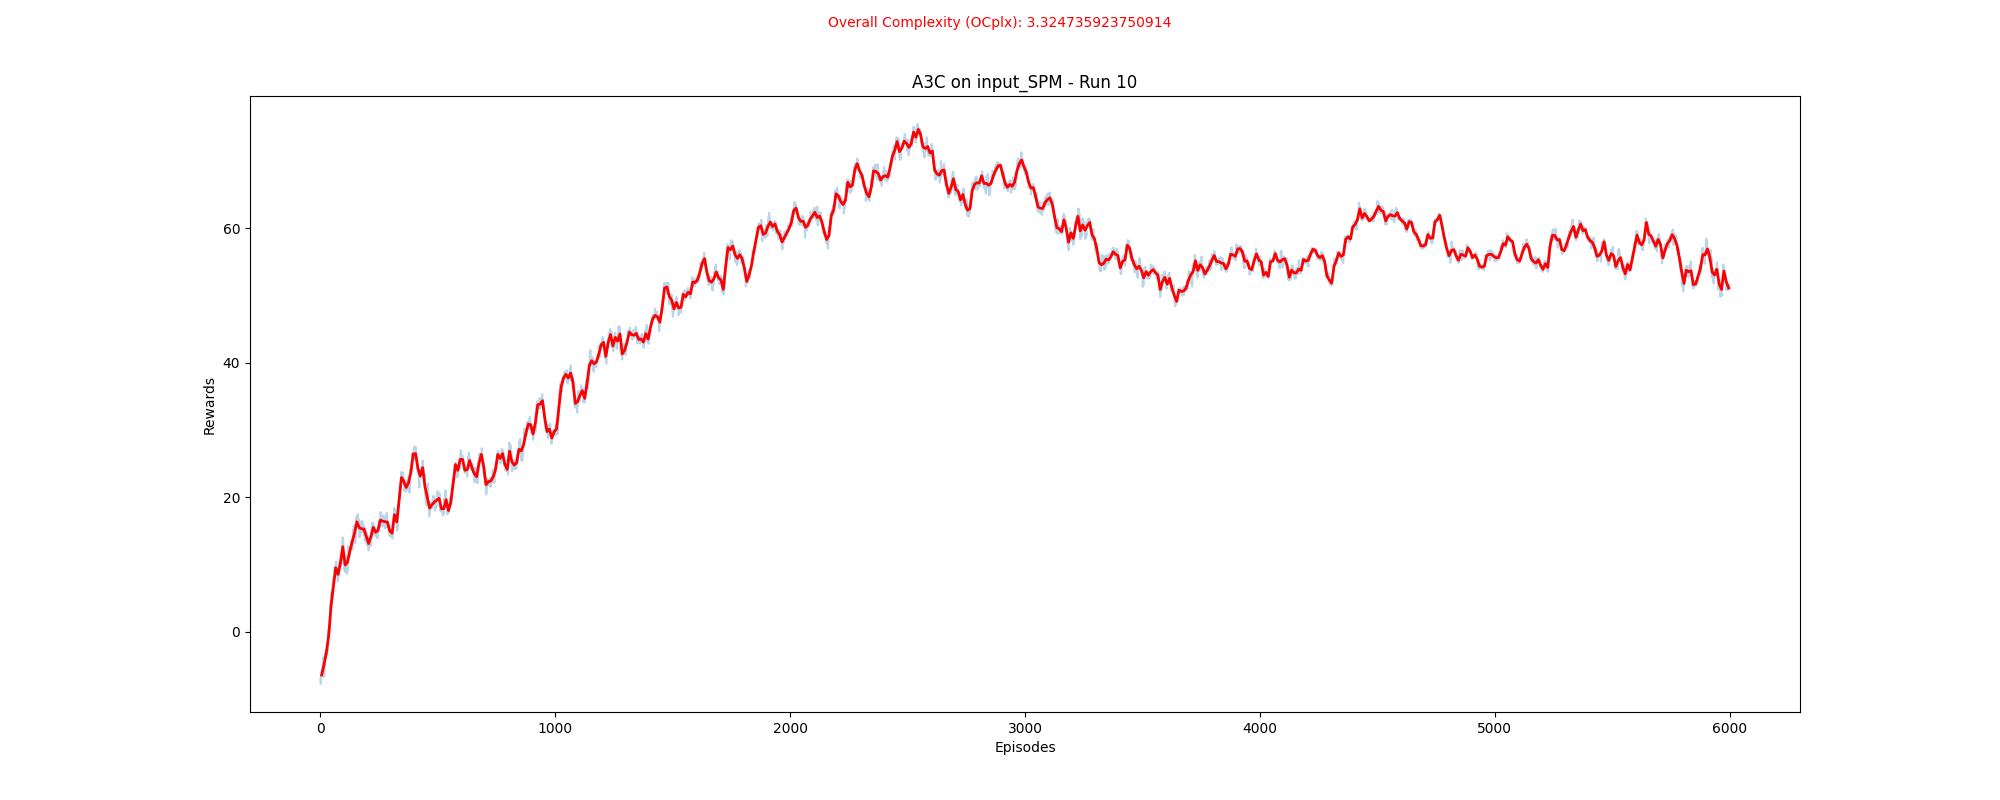 Overall Complexity (OCplx): 3.324735923750914
A3C on input_SPM - Run 10
Rewards
60
40
20
0
0 1000 2000 3000 4000 5000 6000
Episodes